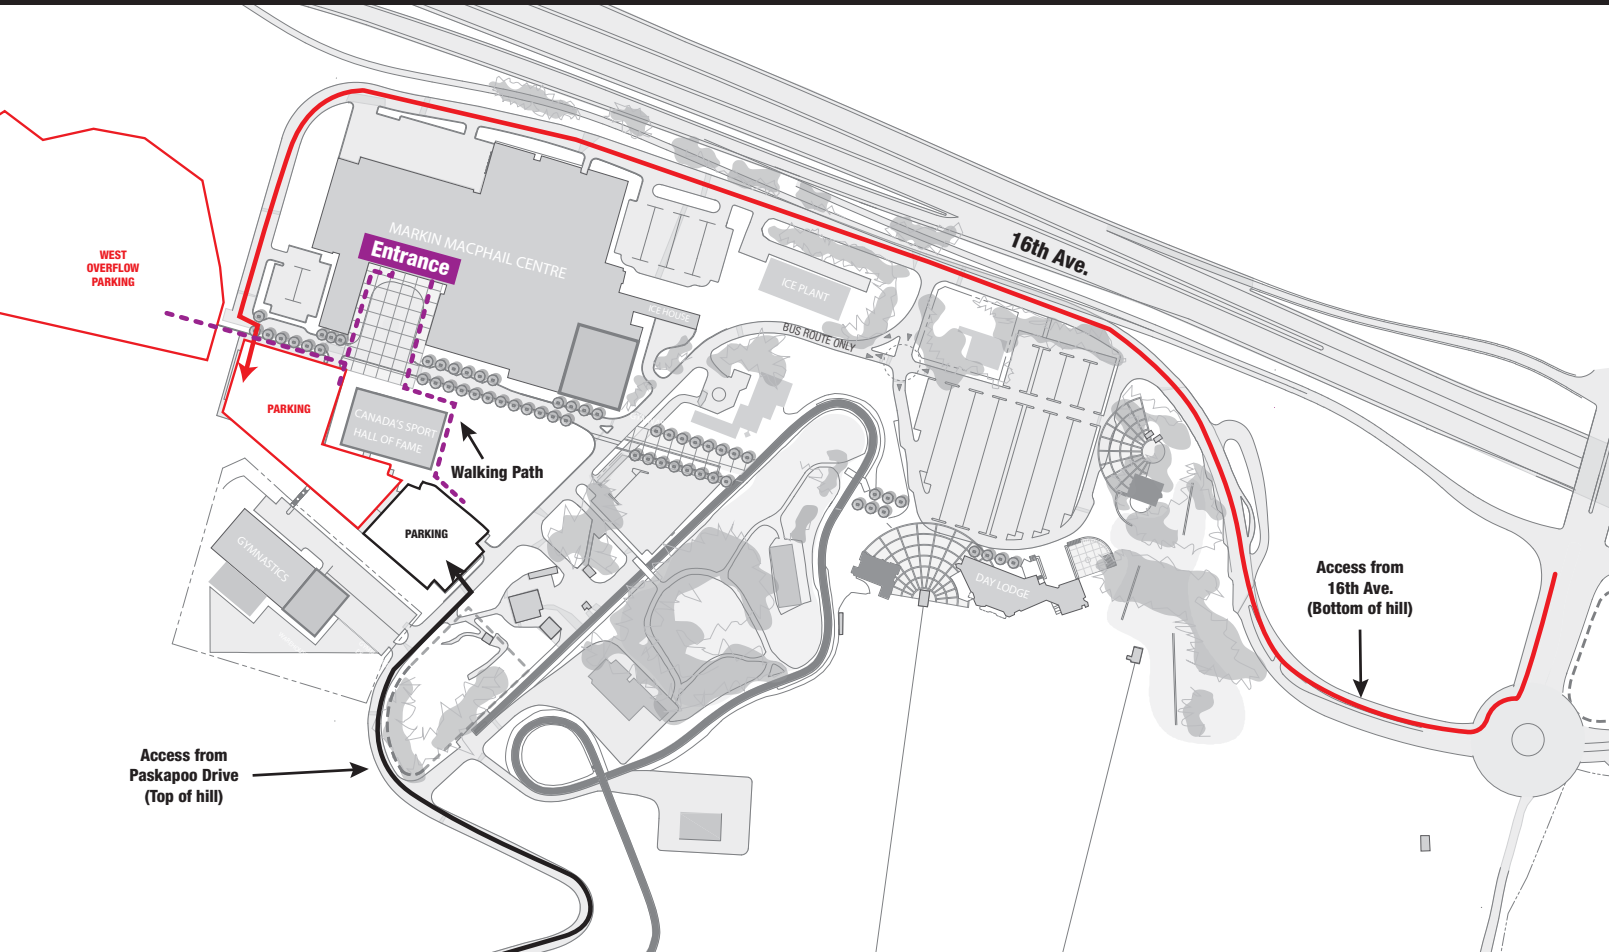 16th Ave.
MARKIN MACPHAIL CENTRE
Entrance
WEST
OVERFLOW
PARKING
ICE PLANT
ICE HOUSE
BUS ROUTE ONLY
PARKING
CANADA'S SPORT
HALL OF FAME
Walking Path
PARKING
GYMNASTICS
DAY LODGE
Access from
16th Ave.
(Bottom of hill)
Access from
Paskapoo Drive
(Top of hill)